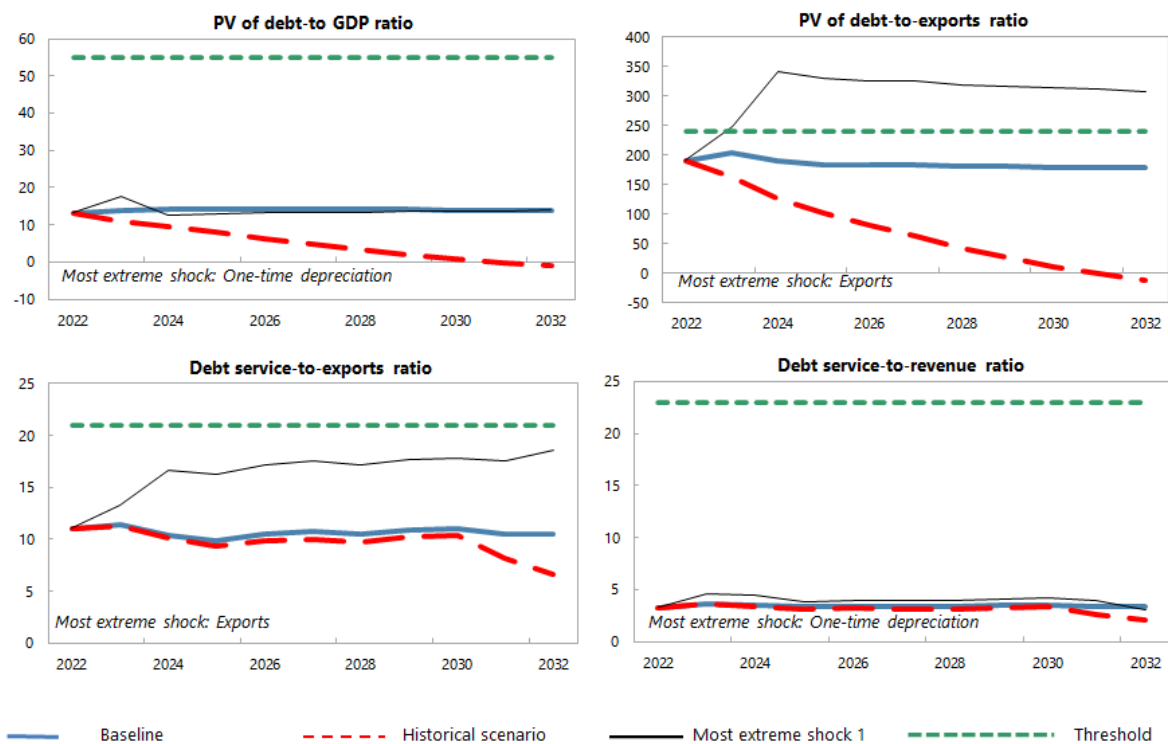 PV of debt-to GDP ratio
60
50
40
30
20
10
0
-10
Most extreme shock: One-time depreciation
2022 2024 2026 2028 2030 2032
PV of debt-to-exports ratio
400
350
300
250
200
150
100
50
0
-50
Most extreme shock: Exports
2022 2024 2026 2028 2030 2032
Debt service-to-exports ratio
25
20
15
10
5
0
Most extreme shock: Exports
2022 2024 2026 2028 2030 2032
Debt service-to-revenue ratio
25
20
15
10
5
0
Most extreme shock: One-time depreciation
2022 2024 2026 2028 2030 2032
Baseline Historical scenario Most extreme shock 1 Threshold